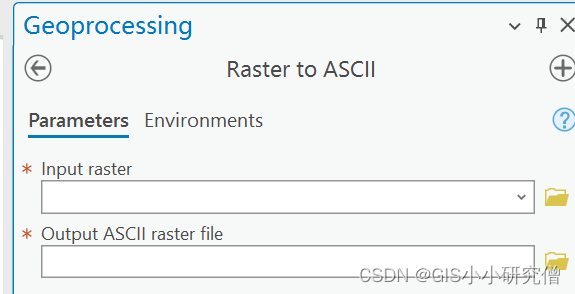 Geoprocessing
Raster to ASCII
Parameters Environments
* Input raster
* Output ASCII raster file
CSDN @GIS小小研究僧